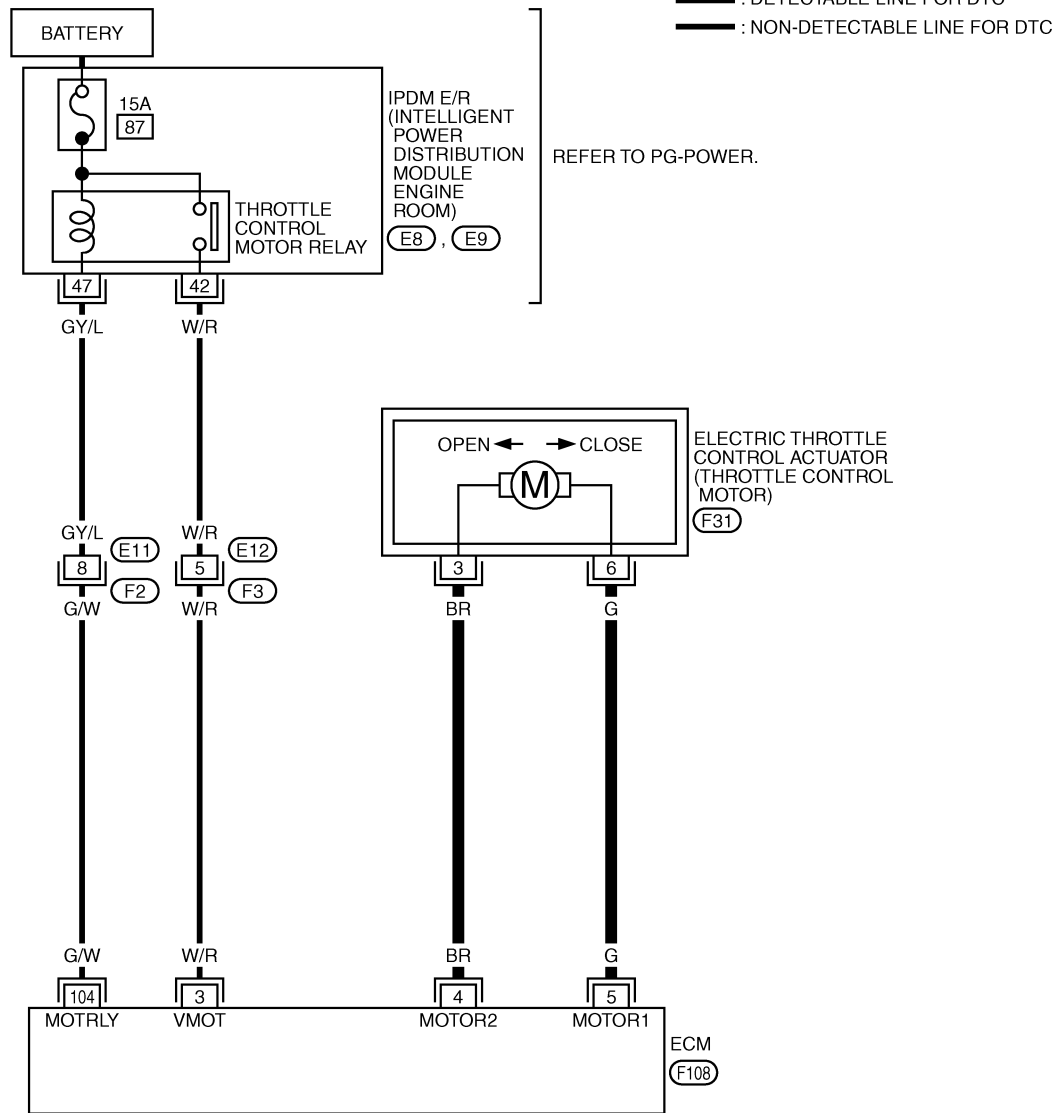 : DETECTABLE LINE FOR DTC
: NON-DETECTABLE LINE FOR DTC
BATTERY
15A
87
IPDM E/R
(INTELLIGENT
POWER
DISTRIBUTION
MODULE
ENGINE
ROOM)
E8 , E9
REFER TO PG-POWER.
THROTTLE
CONTROL
MOTOR RELAY
47
42
GY/L
W/R
OPEN
CLOSE
M
ELECTRIC THROTTLE
CONTROL ACTUATOR
(THROTTLE CONTROL
MOTOR)
F31
GY/L
W/R
8
E11
5
E12
3
6
F2
F3
G/W
W/R
BR
G
G/W
W/R
BR
G
104
3
4
5
MOTRLY
VMOT
MOTOR2
MOTOR1
ECM
F108